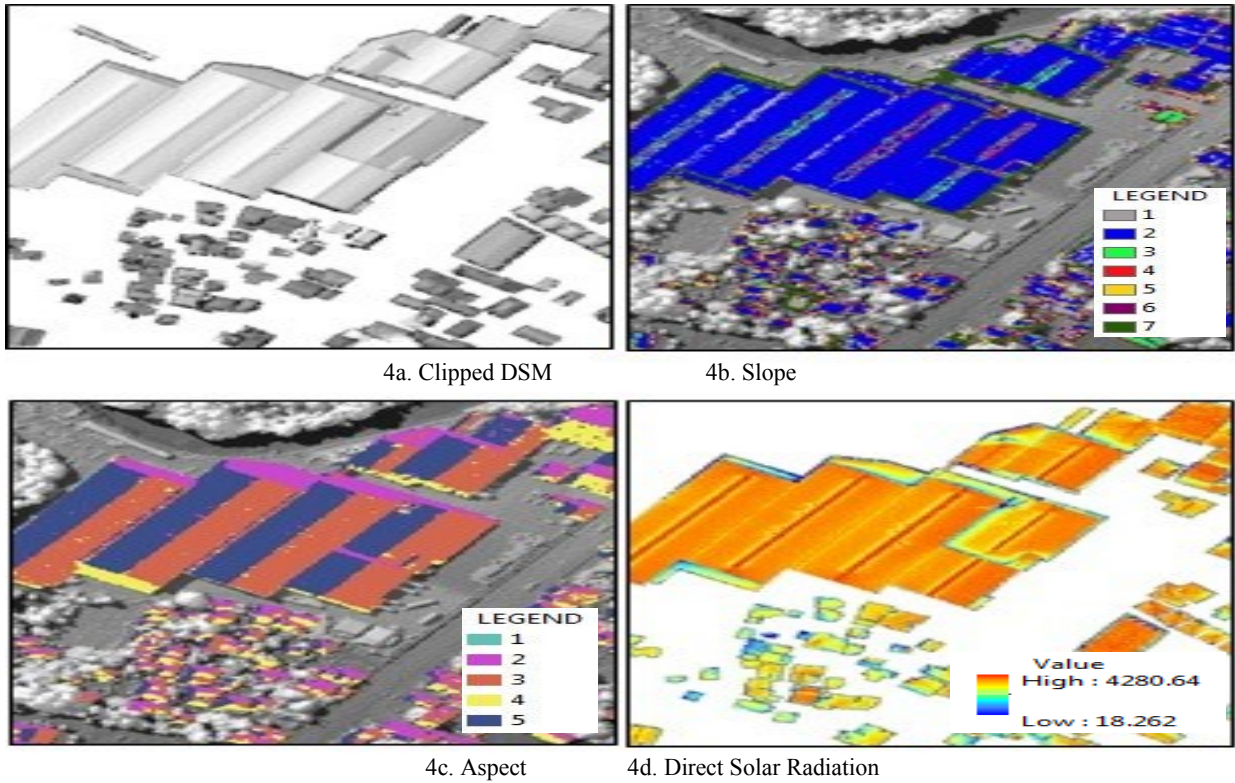 LEGEND
1
2
3
4
5
6
7
4a. Clipped DSM
4b. Slope
LEGEND
1
2
3
4
5
Value
High : 4280.64
Low : 18.262
4c. Aspect
4d. Direct Solar Radiation